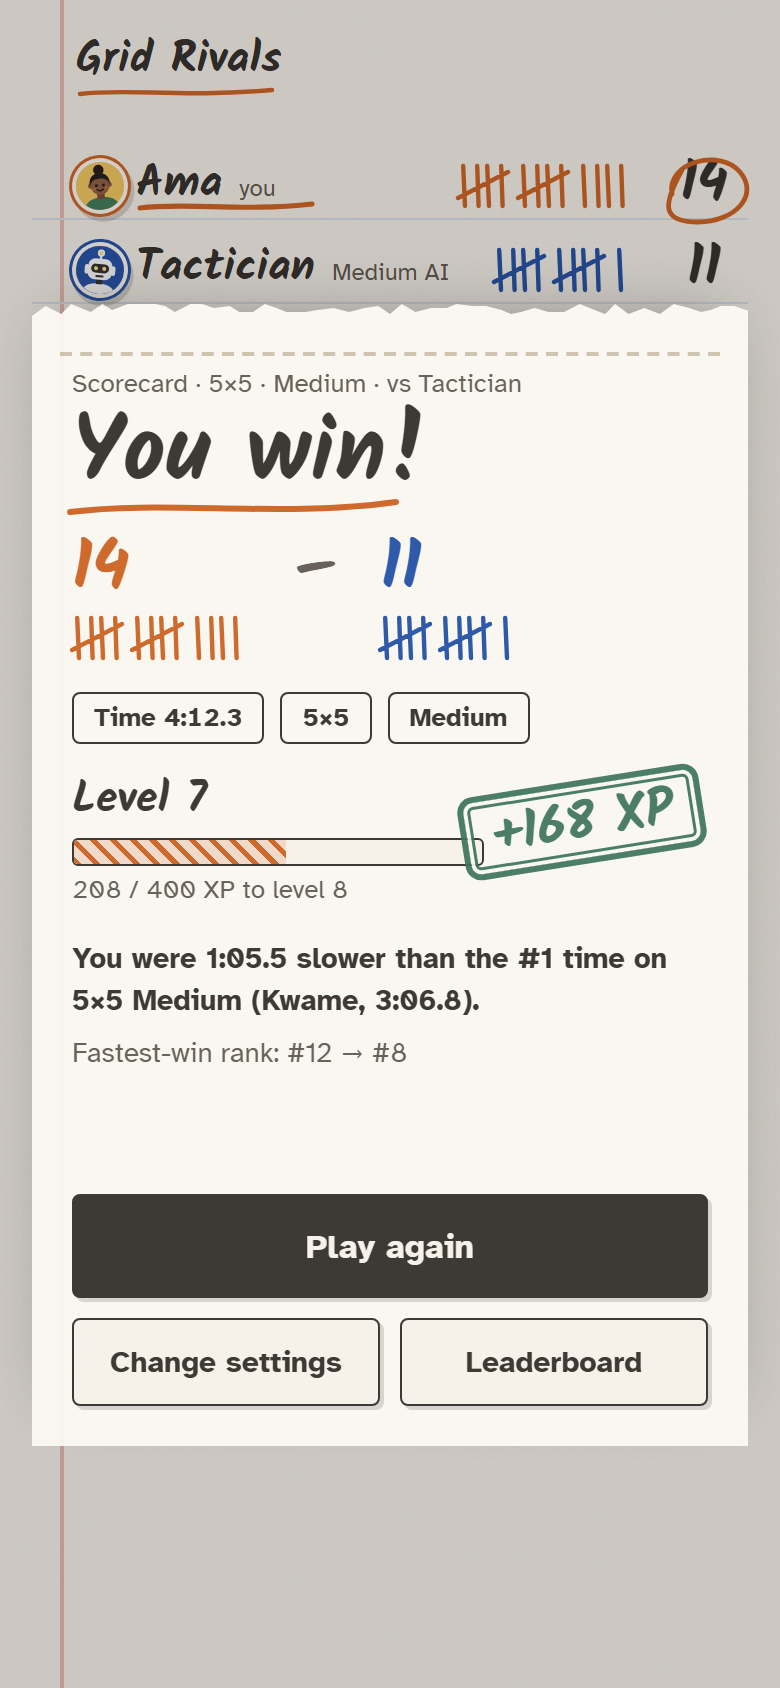 Grid Rivals
Ama you 14
Tactician Medium AI 11
Scorecard · 5×5 · Medium · vs Tactician
You win!
14 – 11
Time 4:12.3 5×5 Medium
Level 7
+168 XP
208 / 400 XP to level 8
You were 1:05.5 slower than the #1 time on
5×5 Medium (Kwame, 3:06.8).
Fastest-win rank: #12 → #8
Play again
Change settings Leaderboard